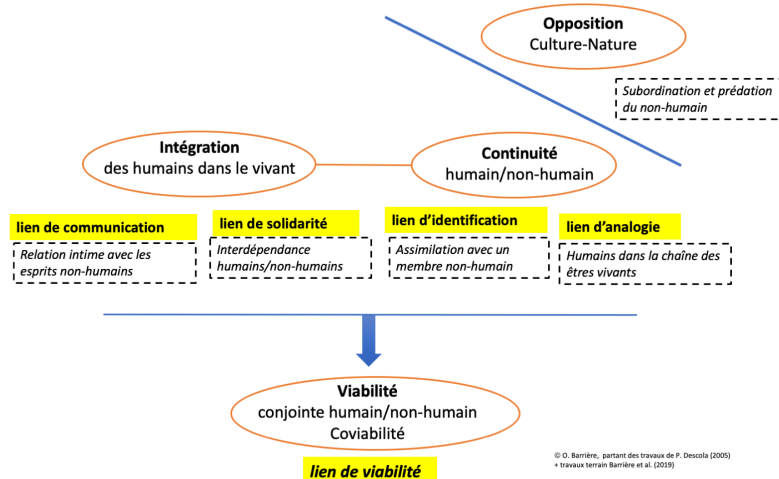 Opposition
Culture-Nature
Subordination et prédation
du non-humain
Intégration
des humains dans le vivant
Continuité
humain/non-humain
lien de communication
Relation intime avec les
esprits non-humains
lien de solidarité
Interdépendance
humains/non-humains
lien d'identification
Assimilation avec un
membre non-humain
lien d'analogie
Humains dans la chaîne des
êtres vivants
Viabilité
conjointe humain/non-humain
Coviabilité
lien de viabilité
© O. Barrière, partant des travaux de P. Descola (2005)
+ travaux terrain Barrière et al. (2019)